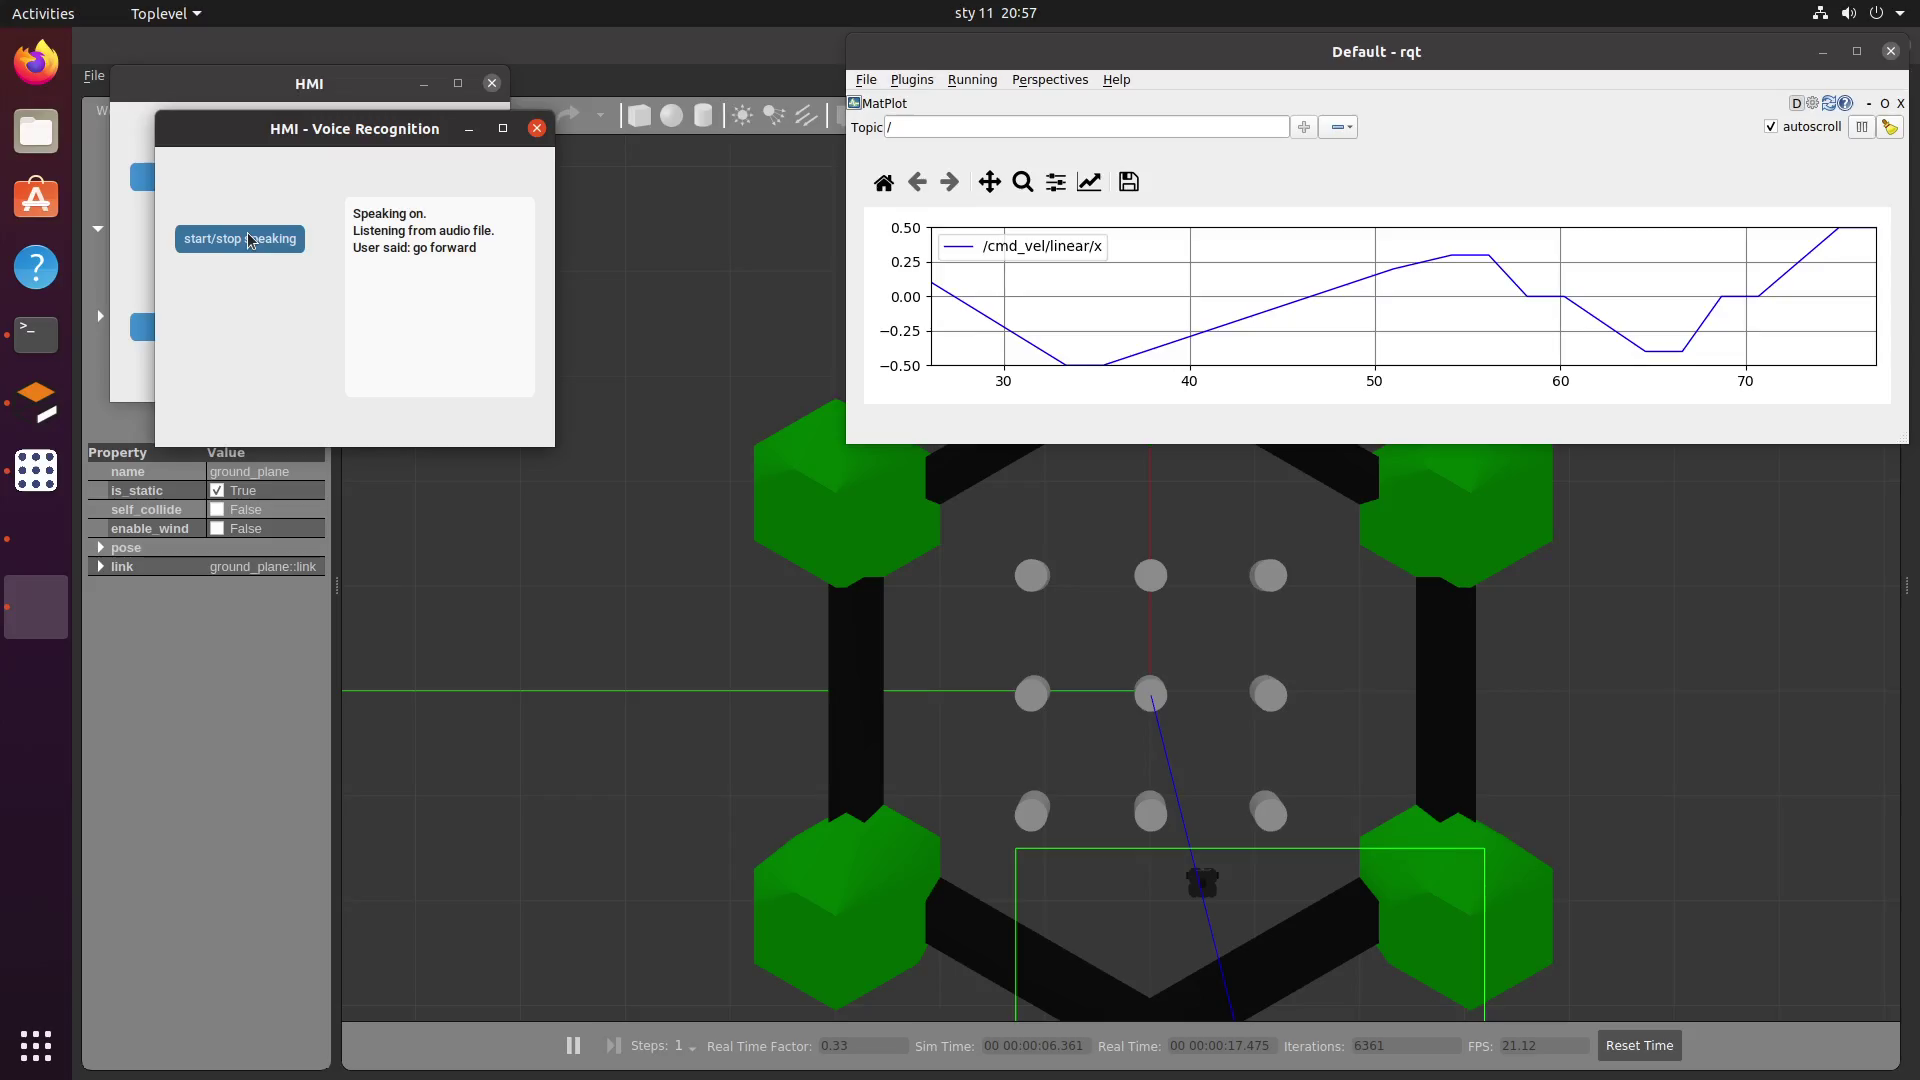 Activities
Toplevel
sty 11 20:57
File
HMI
W
HMI - Voice Recognition
start/stop speaking
Speaking on.
Listening from audio file.
User said: go forward
Default - rqt
File Plugins Running Perspectives Help
MatPlot
D
- O X
Topic /
autoscroll
/cmd_vel/linear/x
0.50
0.25
0.00
−0.25
−0.50
30 40 50 60 70
Property Value
name ground_plane
is_static True
self_collide False
enable_wind False
pose
link ground_plane::link
Steps: 1 Real Time Factor: 0.33 Sim Time: 00 00:00:06.361 Real Time: 00 00:00:17.475 Iterations: 6361 FPS: 21.12 Reset Time